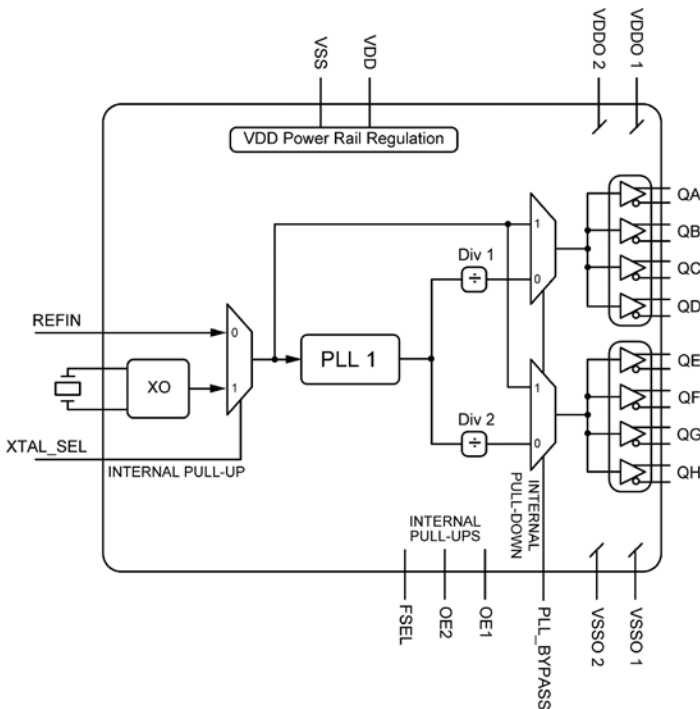 VSS
VDD
VDDO 2
VDDO 1
VDD Power Rail Regulation
QA
1
QB
Div 1
÷
0
QC
QD
REFIN
0
PLL 1
QE
XO
1
1
QF
Div 2
÷
0
QG
XTAL_SEL
INTERNAL PULL-UP
QH
INTERNAL
PULL-DOWN
INTERNAL
PULL-UPS
FSEL
OE2
OE1
PLL_BYPASS
VSSO 2
VSSO 1